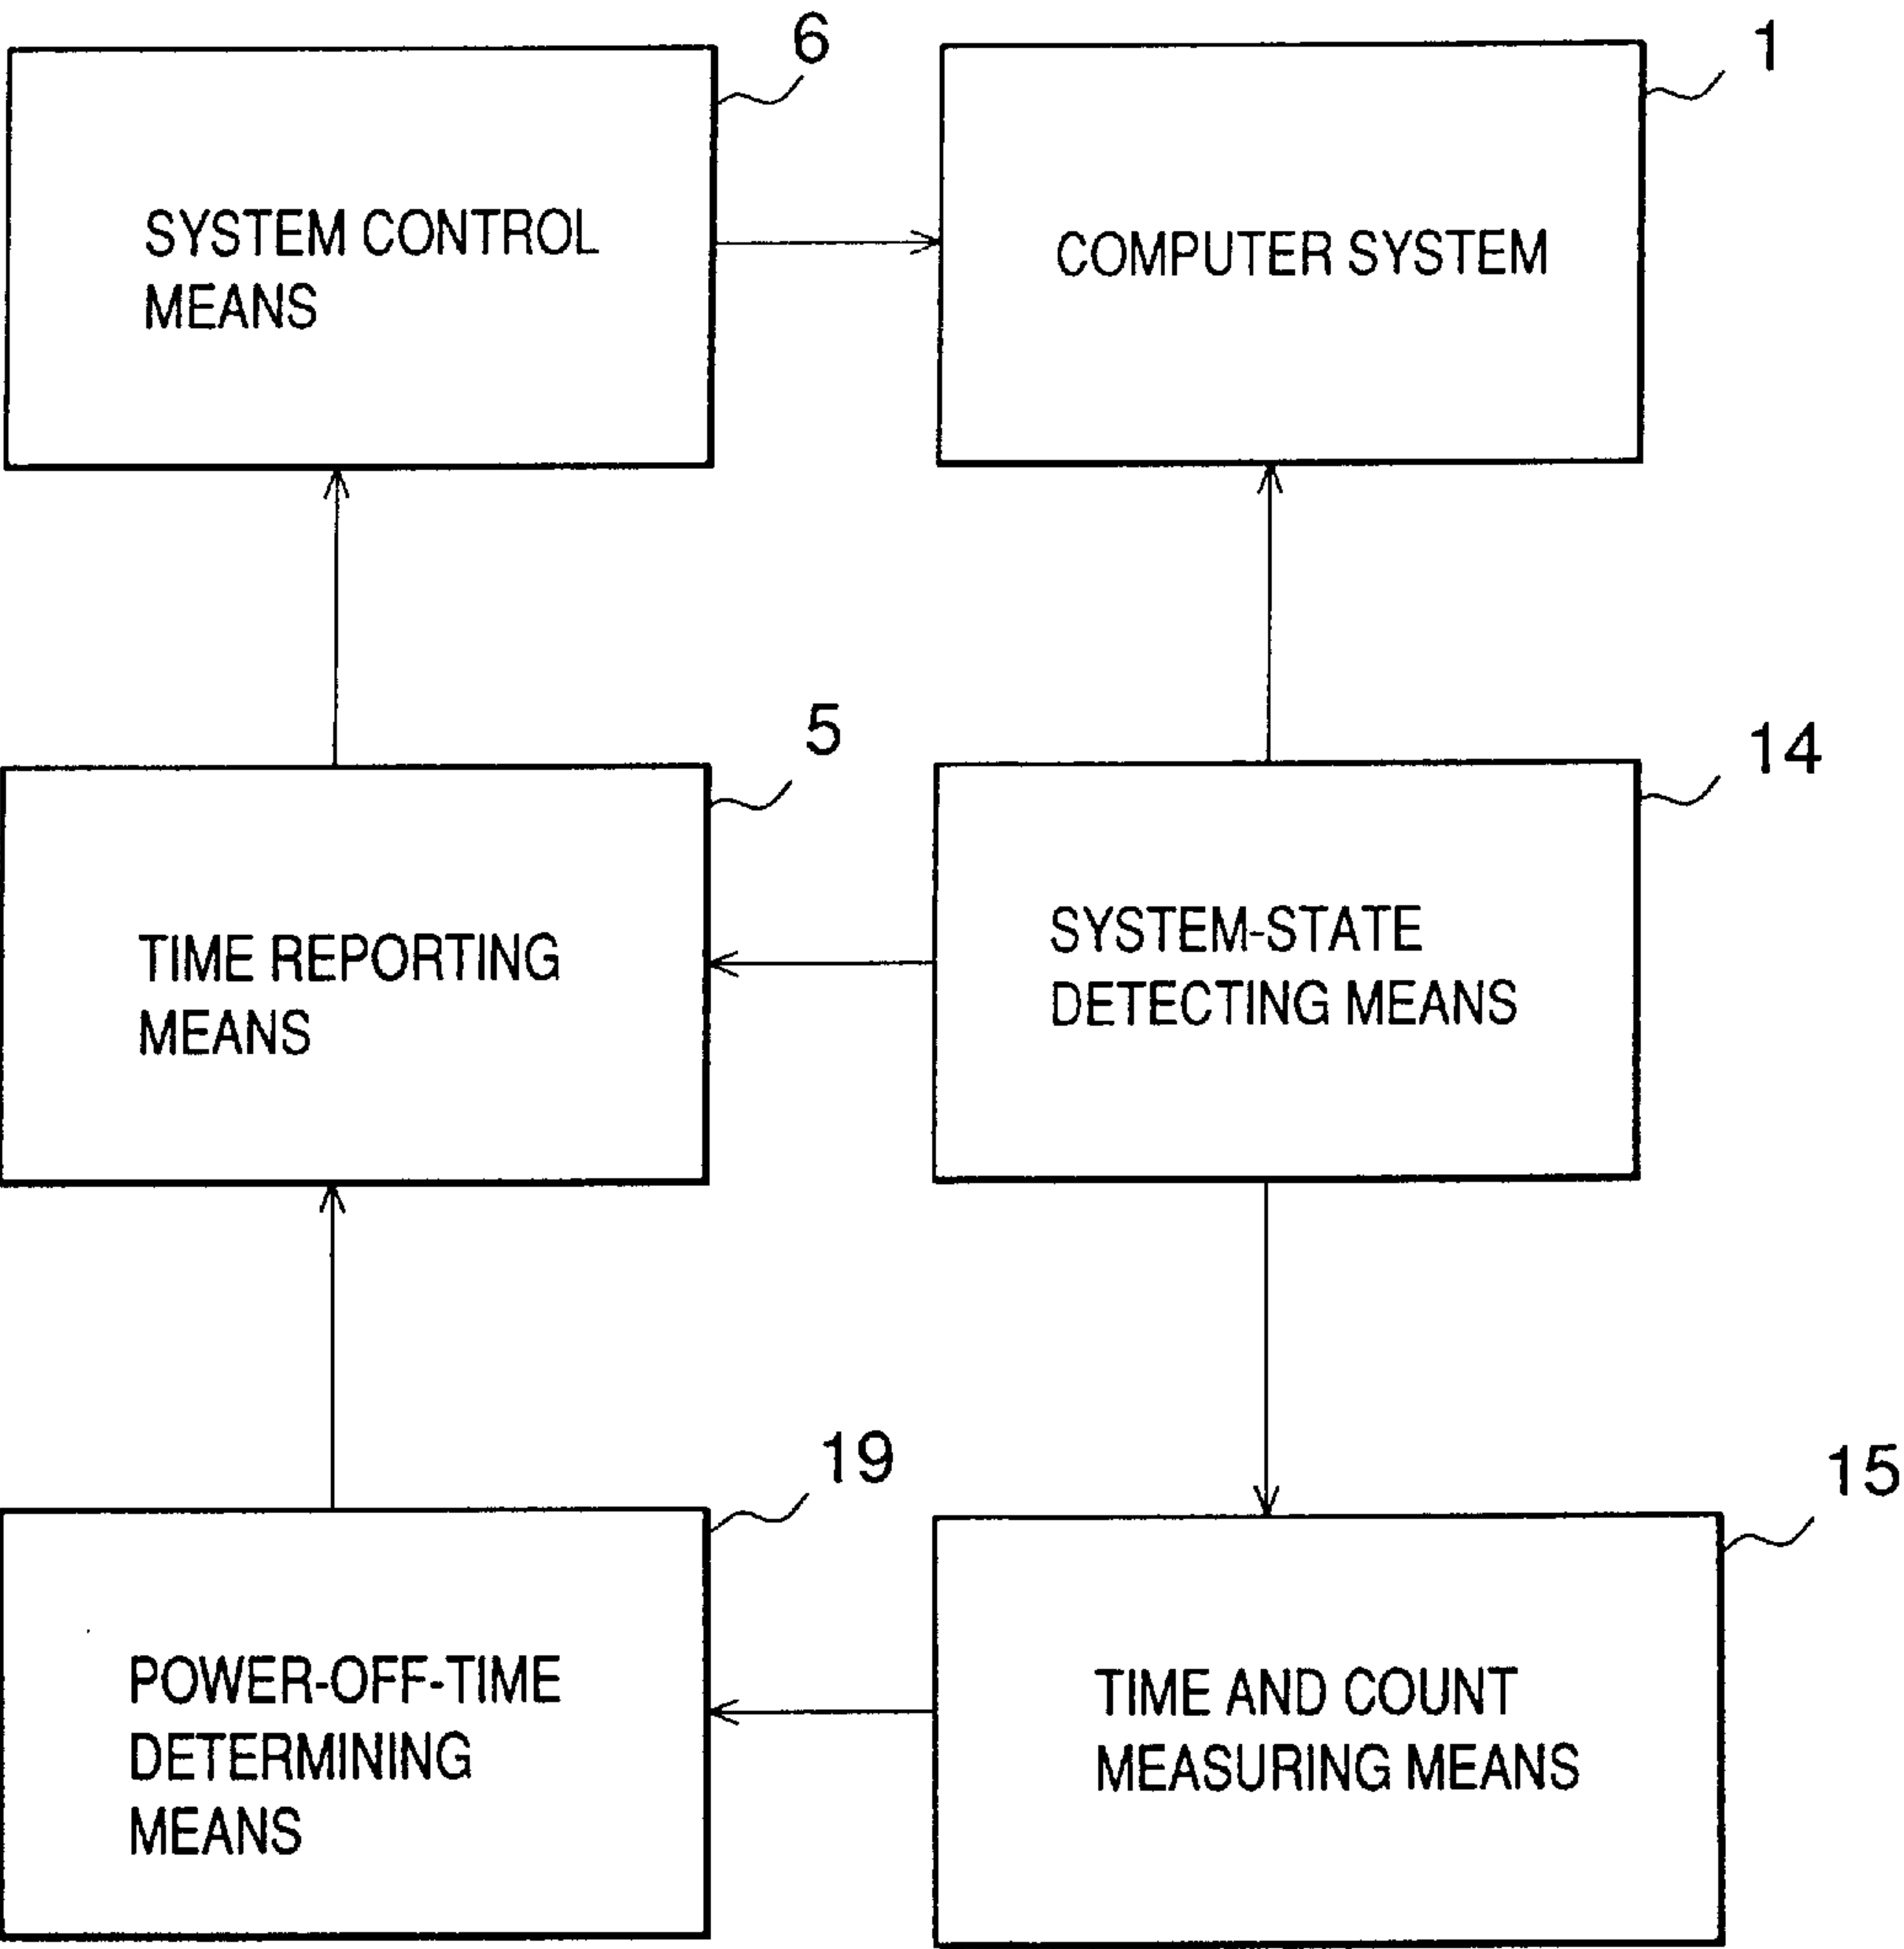 6
SYSTEM CONTROL
MEANS
1
COMPUTER SYSTEM
5
TIME REPORTING
MEANS
14
SYSTEM-STATE
DETECTING MEANS
19
POWER-OFF-TIME
DETERMINING
MEANS
15
TIME AND COUNT
MEASURING MEANS